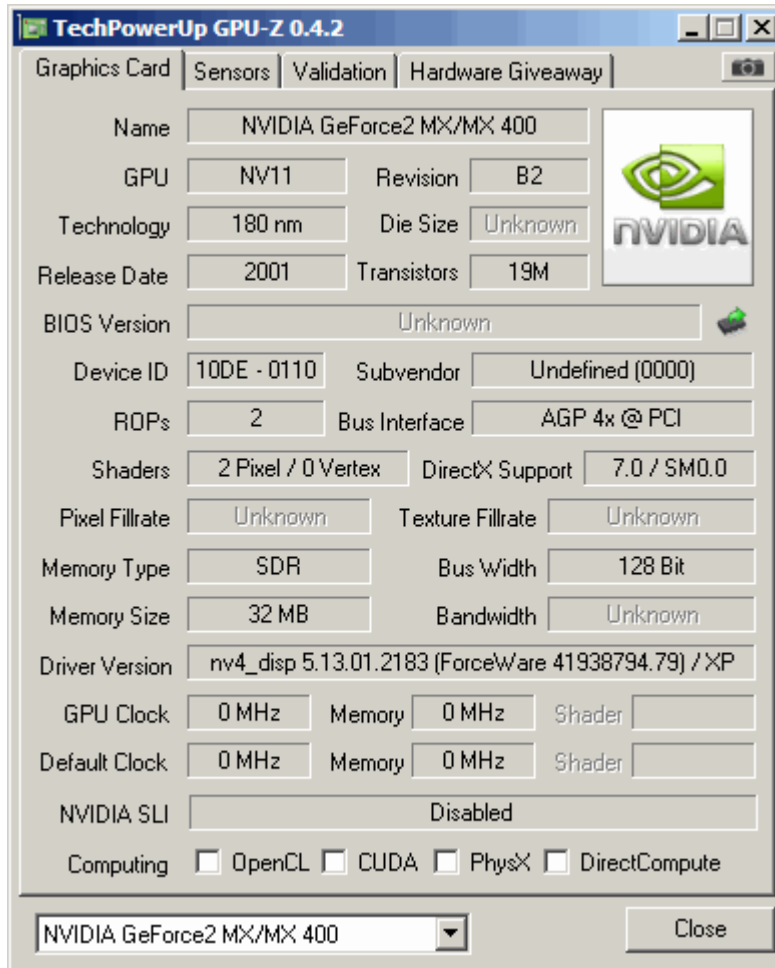 TechPowerUp GPU-Z 0.4.2
Graphics Card Sensors Validation Hardware Giveaway
Name NVIDIA GeForce2 MX/MX 400
GPU NV11 Revision B2
Technology 180 nm Die Size Unknown
nVIDIA
Release Date 2001 Transistors 19M
BIOS Version Unknown
Device ID 10DE - 0110 Subvendor Undefined (0000)
ROPs 2 Bus Interface AGP 4x @ PCI
Shaders 2 Pixel / 0 Vertex DirectX Support 7.0 / SM0.0
Pixel Fillrate Unknown Texture Fillrate Unknown
Memory Type SDR Bus Width 128 Bit
Memory Size 32 MB Bandwidth Unknown
Driver Version nv4_disp 5.13.01.2183 (ForceWare 41938794.79) / XP
GPU Clock 0 MHz Memory 0 MHz Shader
Default Clock 0 MHz Memory 0 MHz Shader
NVIDIA SLI Disabled
Computing OpenCL CUDA PhysX DirectCompute
NVIDIA GeForce2 MX/MX 400 Close